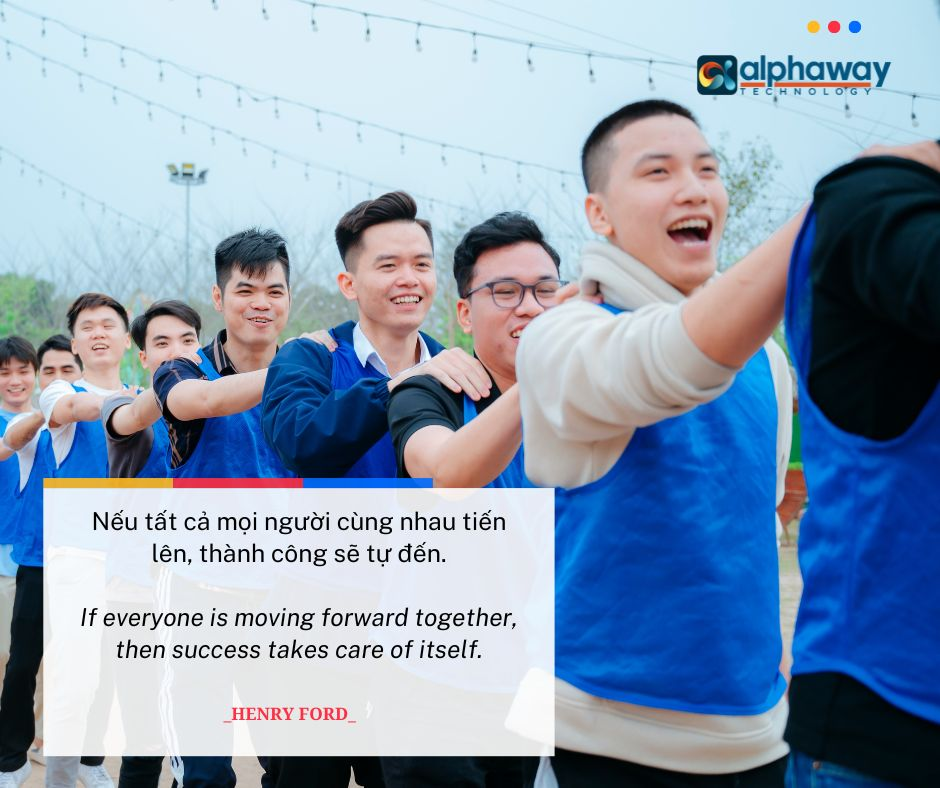 alphaway
TECHNOLOGY
Nếu tất cả mọi người cùng nhau tiến
lên, thành công sẽ tự đến.
If everyone is moving forward together,
then success takes care of itself.
_HENRY FORD_